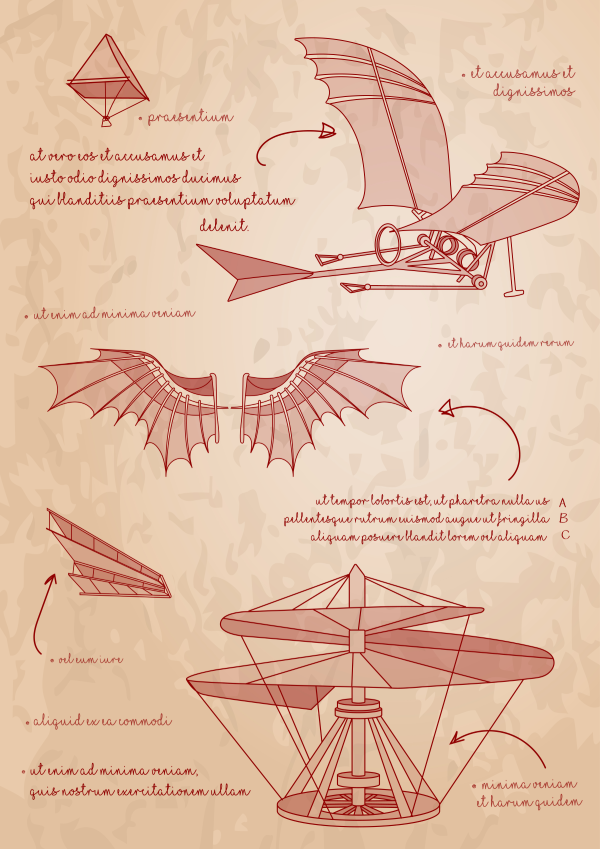 • praesentium
• et accusamus et
dignissimos
at vero eos et accusamus et
iusto odio dignissimos ducimus
qui blanditiis praesentium voluptatum
delenit.
• ut enim ad minima veniam
• et harum quidem rerum
ut tempor lobortis est, ut pharetra nulla us A
pellentesque rutrum euismod augue ut fringilla B
aliquam posuere blandit lorem vel aliquam C
• vel eum iure
• aliquid ex ea commodi
• ut enim ad minima veniam,
quis nostrum exercitationem ullam
• minima veniam
et harum quidem